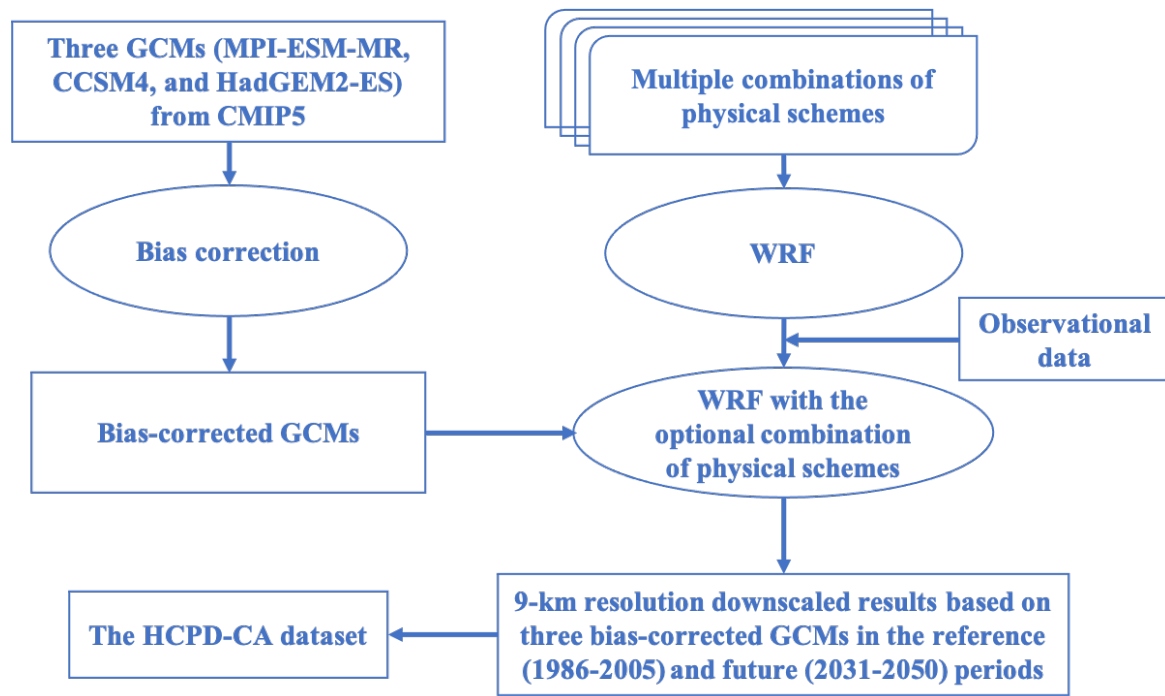 Three GCMs (MPI-ESM-MR,
CCSM4, and HadGEM2-ES)
from CMIP5
Multiple combinations of
physical schemes
Bias correction
WRF
Observational
data
Bias-corrected GCMs
WRF with the
optional combination
of physical schemes
The HCPD-CA dataset
9-km resolution downscaled results based on
three bias-corrected GCMs in the reference
(1986-2005) and future (2031-2050) periods